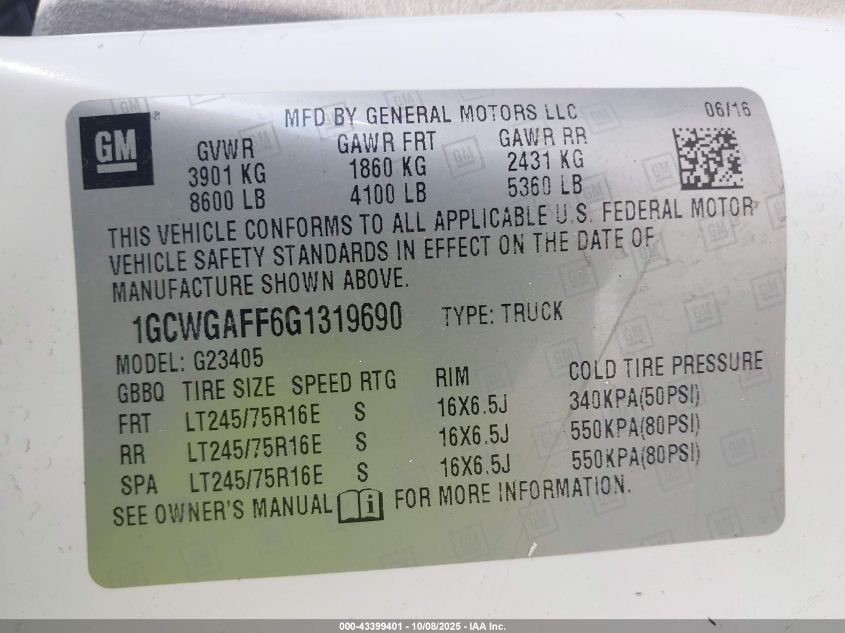 MFD BY GENERAL MOTORS LLC 06/16
GM
GVWR GAWR FRT GAWR RR
3901 KG 1860 KG 2431 KG
8600 LB 4100 LB 5360 LB
THIS VEHICLE CONFORMS TO ALL APPLICABLE U.S. FEDERAL MOTOR
VEHICLE SAFETY STANDARDS IN EFFECT ON THE DATE OF
MANUFACTURE SHOWN ABOVE.
1GCWGAFF6G1319690 TYPE: TRUCK
MODEL: G23405
GBBQ TIRE SIZE SPEED RTG RIM COLD TIRE PRESSURE
FRT LT245/75R16E S 16X6.5J 340KPA(50PSI)
RR LT245/75R16E S 16X6.5J 550KPA(80PSI)
SPA LT245/75R16E S 16X6.5J 550KPA(80PSI)
SEE OWNER'S MANUAL FOR MORE INFORMATION.
000-43399401 - 10/08/2025 - IAA Inc.